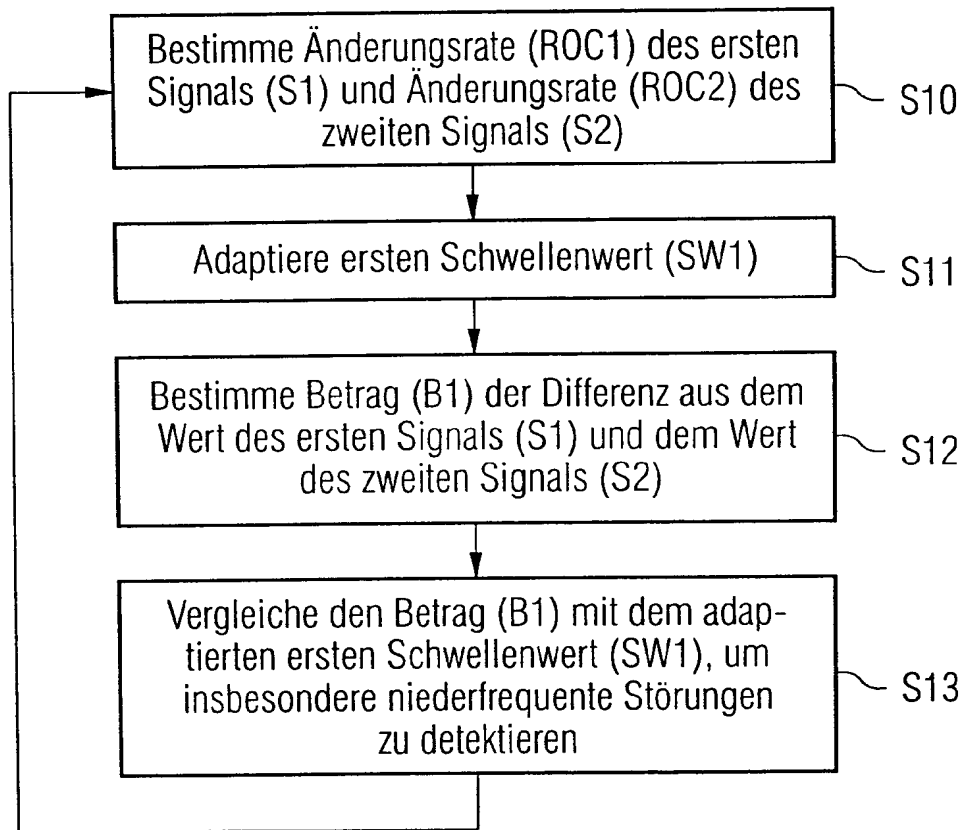 Bestimme Änderungsrate (ROC1) des ersten
Signals (S1) und Änderungsrate (ROC2) des
zweiten Signals (S2)
S10
Adaptiere ersten Schwellenwert (SW1)
S11
Bestimme Betrag (B1) der Differenz aus dem
Wert des ersten Signals (S1) und dem Wert
des zweiten Signals (S2)
S12
Vergleiche den Betrag (B1) mit dem adap-
tierten ersten Schwellenwert (SW1), um
insbesondere niederfrequente Störungen
zu detektieren
S13